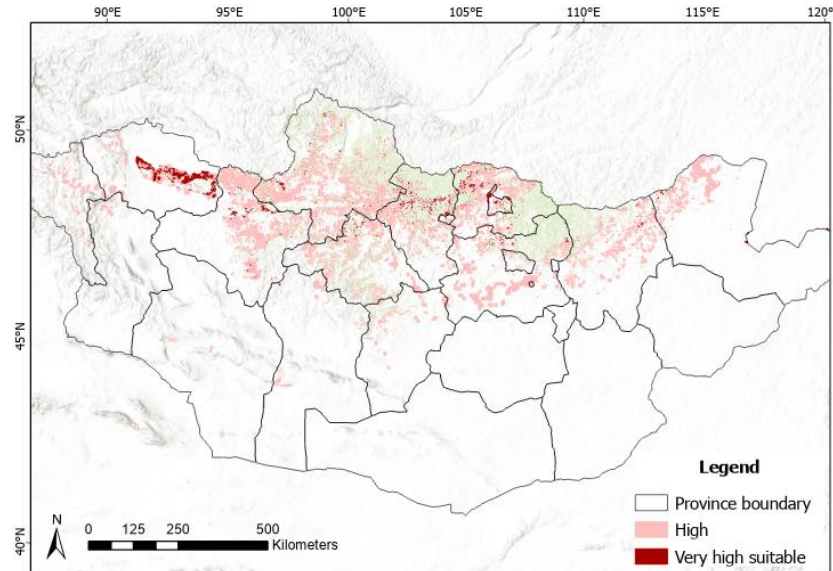 90°E 95°E 100°E 105°E 110°E 115°E 120°
50°N
45°N
40°N
N
0 125 250 500
Kilometers
Legend
Province boundary
High
Very high suitable